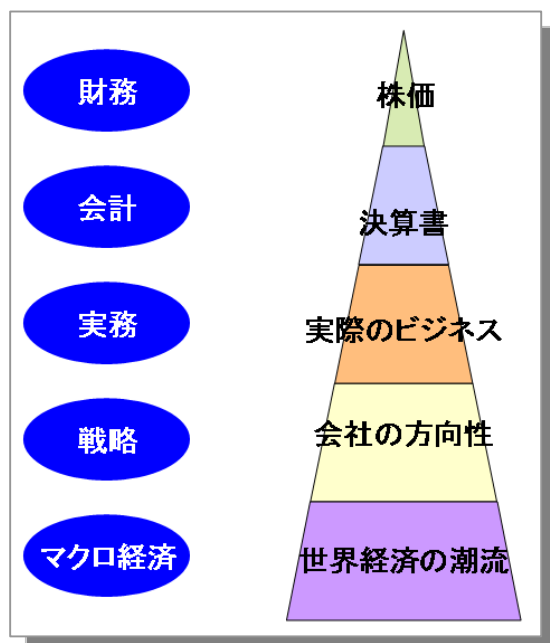 財務
株価
会計
決算書
実務
実際のビジネス
戦略
会社の方向性
マクロ経済
世界経済の潮流